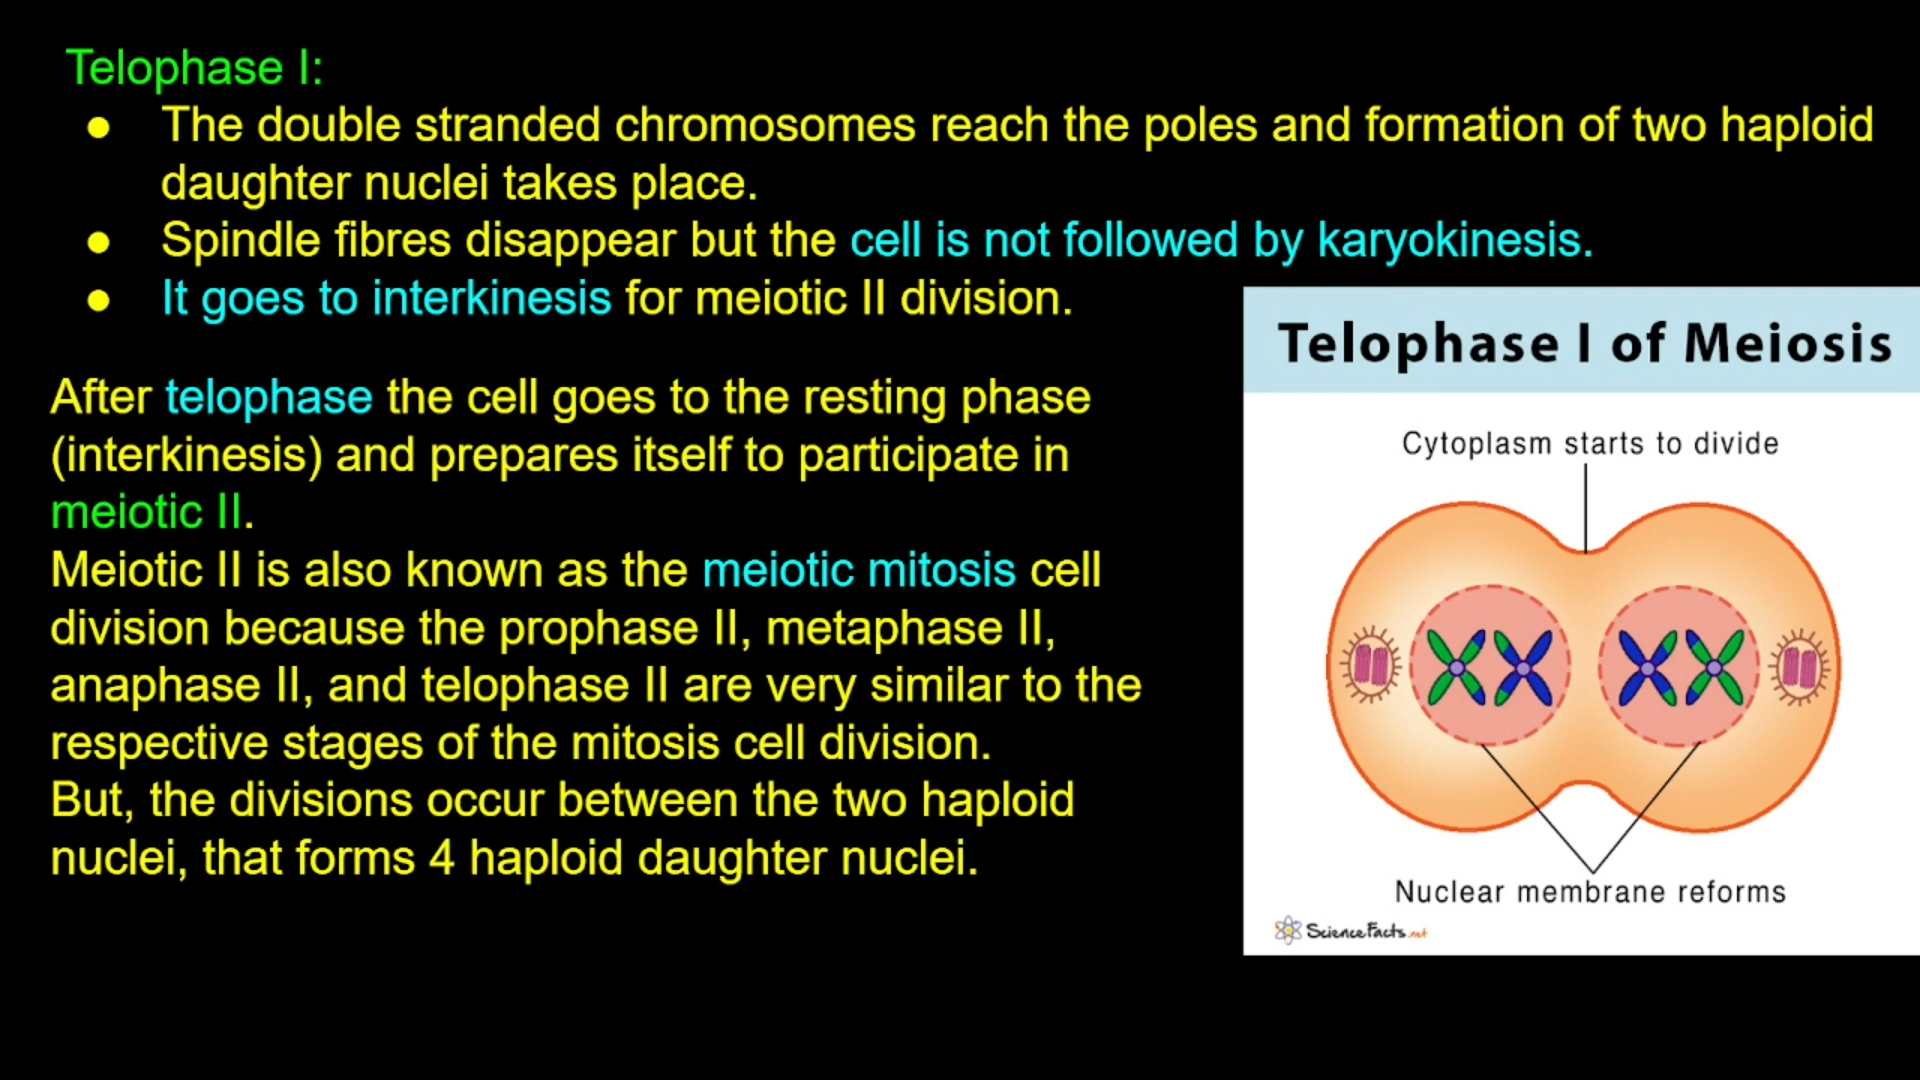 Telophase I:
● The double stranded chromosomes reach the poles and formation of two haploid
daughter nuclei takes place.
● Spindle fibres disappear but the cell is not followed by karyokinesis.
● It goes to interkinesis for meiotic II division.
After telophase the cell goes to the resting phase
(interkinesis) and prepares itself to participate in
meiotic II.
Meiotic II is also known as the meiotic mitosis cell
division because the prophase II, metaphase II,
anaphase II, and telophase II are very similar to the
respective stages of the mitosis cell division.
But, the divisions occur between the two haploid
nuclei, that forms 4 haploid daughter nuclei.
Telophase I of Meiosis
Cytoplasm starts to divide
Nuclear membrane reforms
ScienceFacts.net